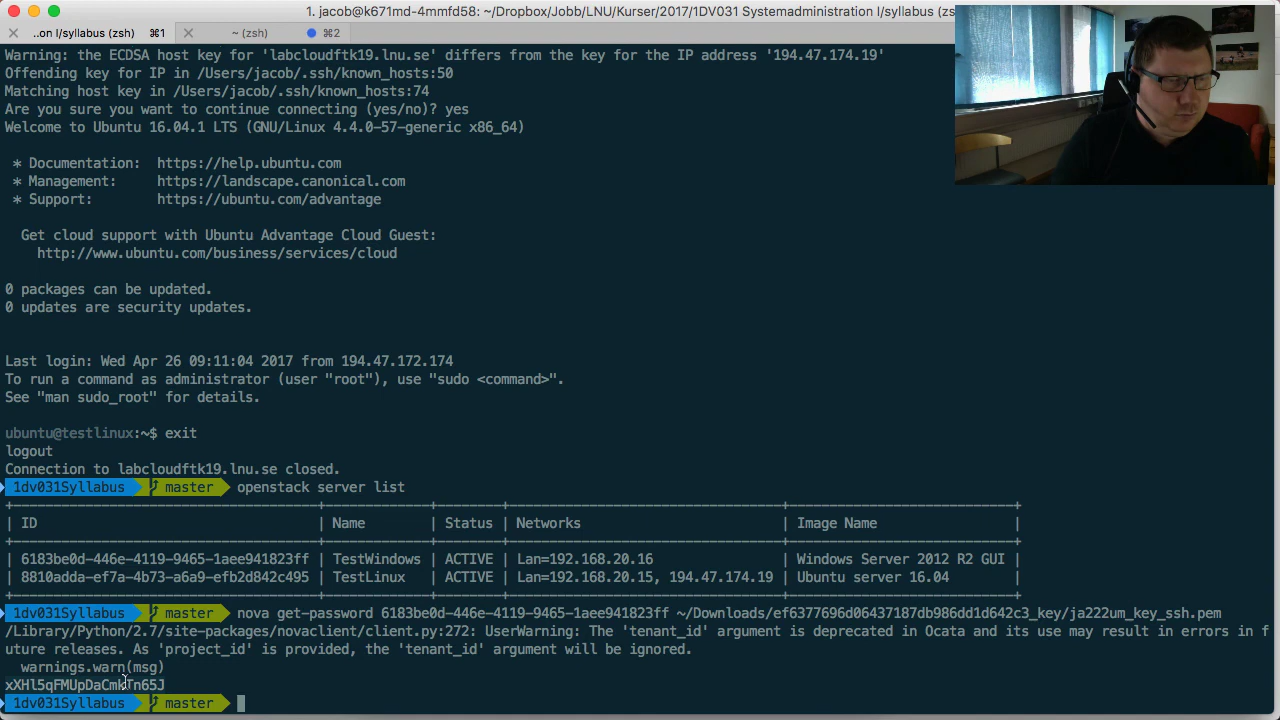 1. jacob@k671md-4mmfd58: ~/Dropbox/Jobb/LNU/Kurser/2017/1DV031 Systemadministration I/syllabus (zsh)
..on I/syllabus (zsh) ⌘1
~ (zsh) ⌘2
Warning: the ECDSA host key for 'labcloudftk19.lnu.se' differs from the key for the IP address '194.47.174.19'
Offending key for IP in /Users/jacob/.ssh/known_hosts:50
Matching host key in /Users/jacob/.ssh/known_hosts:74
Are you sure you want to continue connecting (yes/no)? yes
Welcome to Ubuntu 16.04.1 LTS (GNU/Linux 4.4.0-57-generic x86_64)
* Documentation: https://help.ubuntu.com
* Management: https://landscape.canonical.com
* Support: https://ubuntu.com/advantage
Get cloud support with Ubuntu Advantage Cloud Guest:
http://www.ubuntu.com/business/services/cloud
0 packages can be updated.
0 updates are security updates.
Last login: Wed Apr 26 09:11:04 2017 from 194.47.172.174
To run a command as administrator (user "root"), use "sudo <command>".
See "man sudo_root" for details.
ubuntu@testlinux:~$ exit
logout
Connection to labcloudftk19.lnu.se closed.
1dv031Syllabus master openstack server list
| ID | Name | Status | Networks | Image Name |
| 6183be0d-446e-4119-9465-1aee941823ff | TestWindows | ACTIVE | Lan=192.168.20.16 | Windows Server 2012 R2 GUI |
| 8810adda-ef7a-4b73-a6a9-efb2d842c495 | TestLinux | ACTIVE | Lan=192.168.20.15, 194.47.174.19 | Ubuntu server 16.04 |
1dv031Syllabus master nova get-password 6183be0d-446e-4119-9465-1aee941823ff ~/Downloads/ef6377696d06437187db986dd1d642c3_key/ja222um_key_ssh.pem
/Library/Python/2.7/site-packages/novaclient/client.py:272: UserWarning: The 'tenant_id' argument is deprecated in Ocata and its use may result in errors in f
uture releases. As 'project_id' is provided, the 'tenant_id' argument will be ignored.
warnings.warn(msg)
xXHl5qFMUpDaCmkTn65J
1dv031Syllabus master